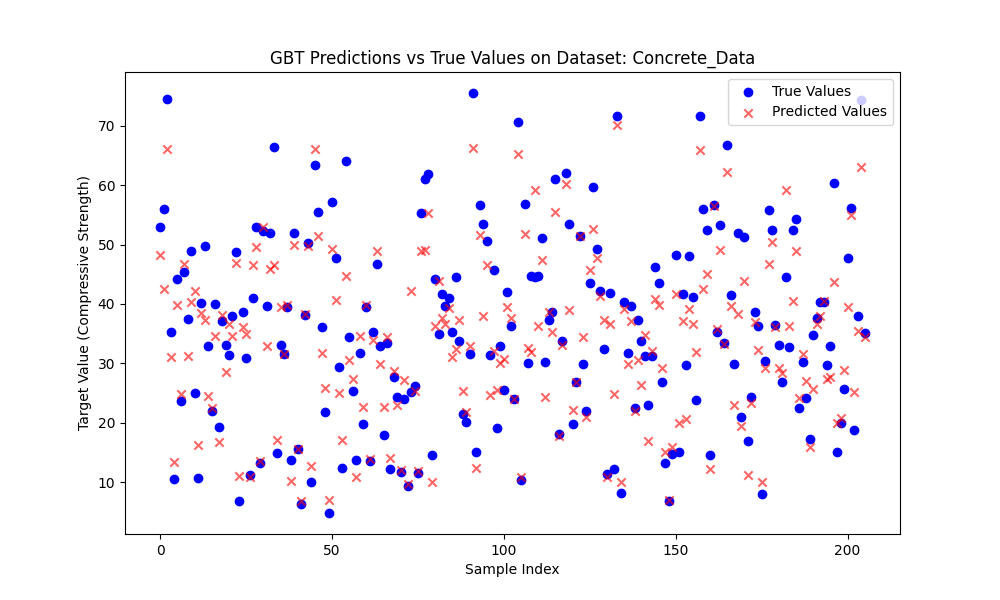 GBT Predictions vs True Values on Dataset: Concrete_Data
True Values
Predicted Values
Target Value (Compressive Strength)
70
60
50
40
30
20
10
0
50
100
150
200
Sample Index